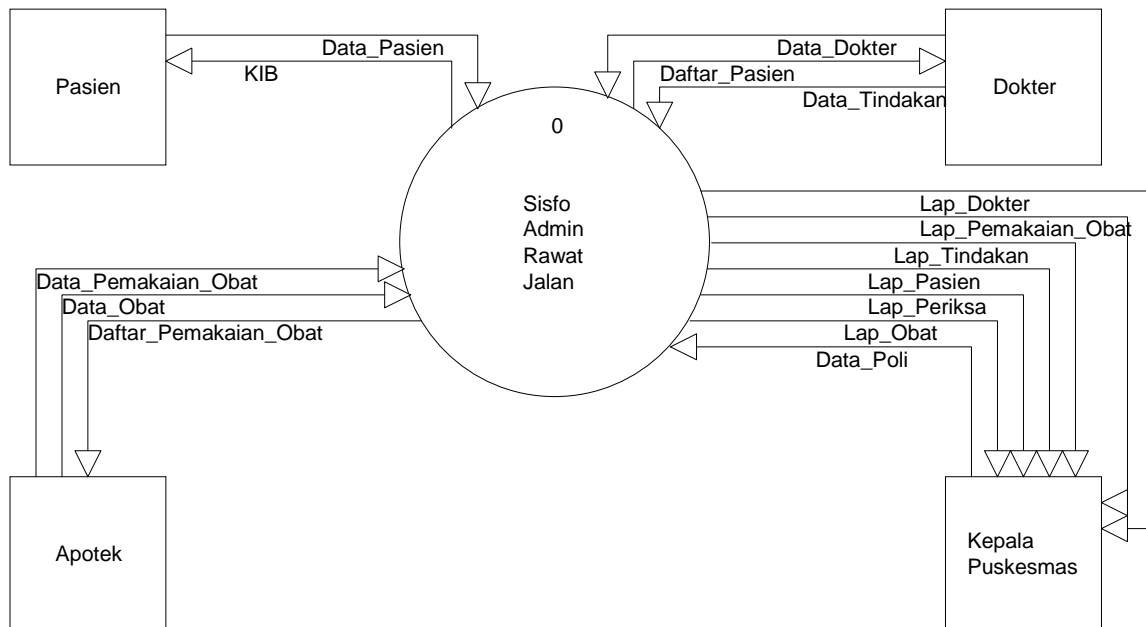 Pasien
Data_Pasien
KIB
Data_Dokter
Daftar_Pasien
Data_Tindakan
Dokter
0
Sisfo
Admin
Rawat
Jalan
Lap_Dokter
Lap_Pemakaian_Obat
Lap_Tindakan
Lap_Pasien
Lap_Periksa
Lap_Obat
Data_Poli
Data_Pemakaian_Obat
Data_Obat
Daftar_Pemakaian_Obat
Apotek
Kepala
Puskesmas